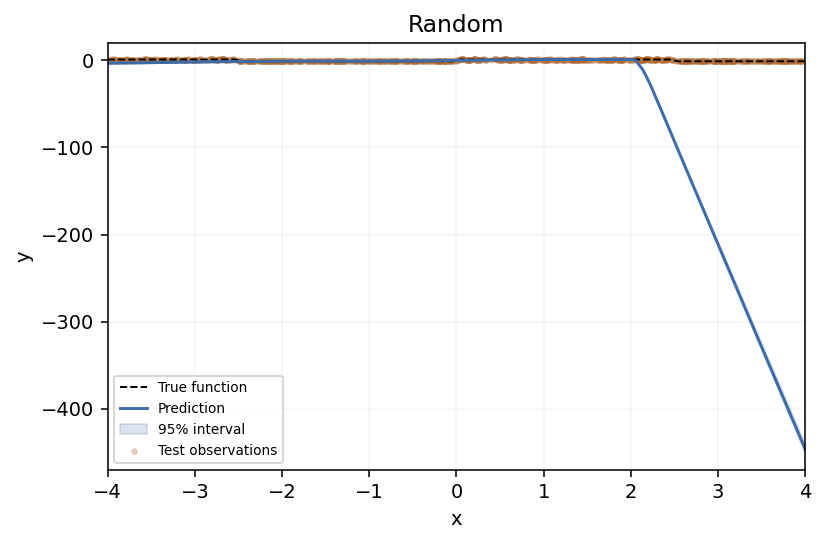 Random
0
−100
−200
−300
−400
y
True function
Prediction
95% interval
Test observations
−4 −3 −2 −1 0 1 2 3 4
x